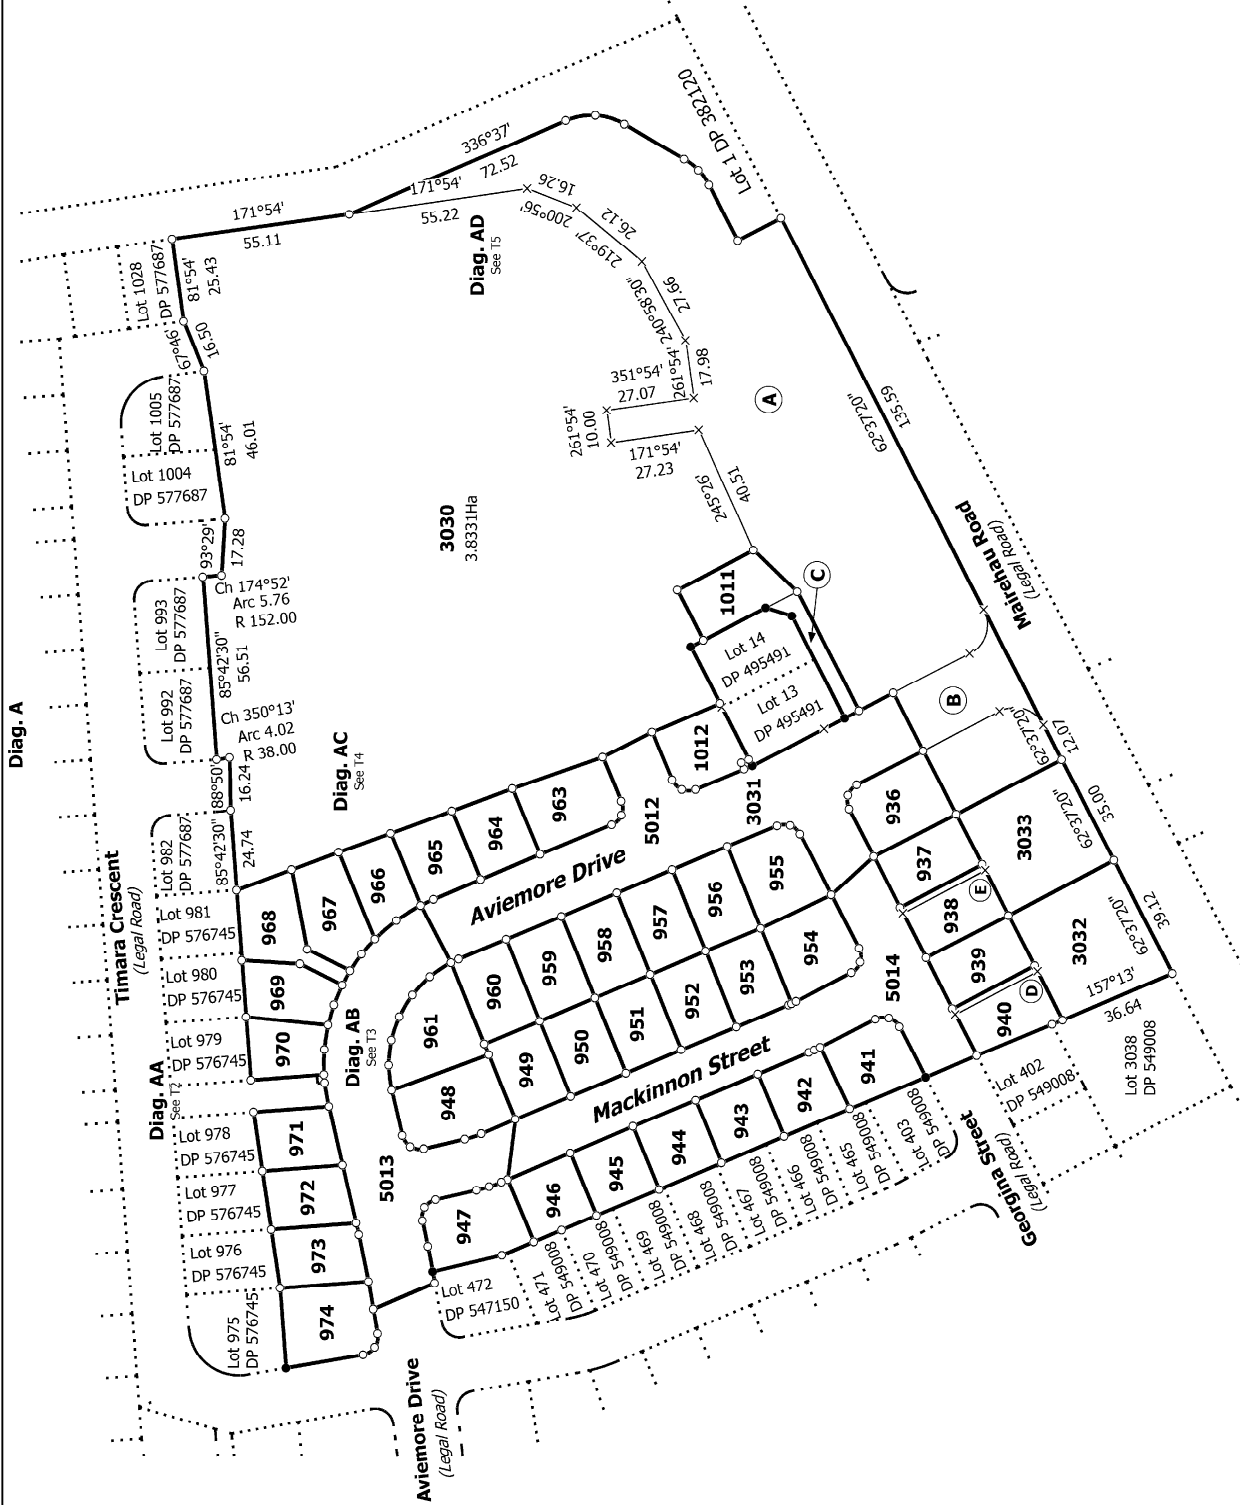 Diag. A
Timara Crescent
(Legal Road)
Lot 1028
DP 577687
Lot 1005
DP 577687
Lot 1004
DP 577687
Lot 993
DP 577687
Lot 992
DP 577687
Lot 982
DP 577687
Lot 981
DP 576745
Lot 980
DP 576745
Lot 979
DP 576745
Lot 978
DP 576745
Lot 977
DP 576745
Lot 976
DP 576745
Lot 975
DP 576745
171°54'
55.11
81°54'
25.43
67°46'
16.50
81°54'
46.01
93°29'
17.28
Ch 174°52'
Arc 5.76
R 152.00
85°42'30"
56.51
Ch 350°13'
Arc 4.02
R 38.00
88°50'
16.24
85°42'30"
24.74
336°37'
72.52
171°54'
55.22
200°56'
16.26
219°37'
26.12
240°58'30"
27.66
261°54'
17.98
351°54'
27.07
261°54'
10.00
171°54'
27.23
245°26'
40.51
Diag. AD
See T5
Diag. AC
See T4
Diag. AB
See T3
Diag. AA
See T2
3030
3.8331Ha
Lot 1 DP 382120
A
B
C
D
E
62°37'20"
135.59
Mairehau Road
(Legal Road)
62°37'20"
12.07
62°37'20"
35.00
62°37'20"
39.12
157°13'
36.64
Lot 3038
DP 549008
Lot 402
DP 549008
Georgina Street
(Legal Road)
1011
Lot 14
DP 495491
Lot 13
DP 495491
1012
3031
5012
963
964
965
966
967
968
969
970
971
972
973
974
Aviemore Drive
955
956
957
958
959
960
961
948
949
950
951
952
953
954
Mackinnon Street
5013
5014
936
937
938
939
940
3033
3032
941
942
943
944
945
946
947
Lot 403
DP 549008
Lot 465
DP 549008
Lot 466
DP 549008
Lot 467
DP 549008
Lot 468
DP 549008
Lot 469
DP 549008
Lot 470
DP 549008
Lot 471
DP 549008
Lot 472
DP 547150
Aviemore Drive
(Legal Road)